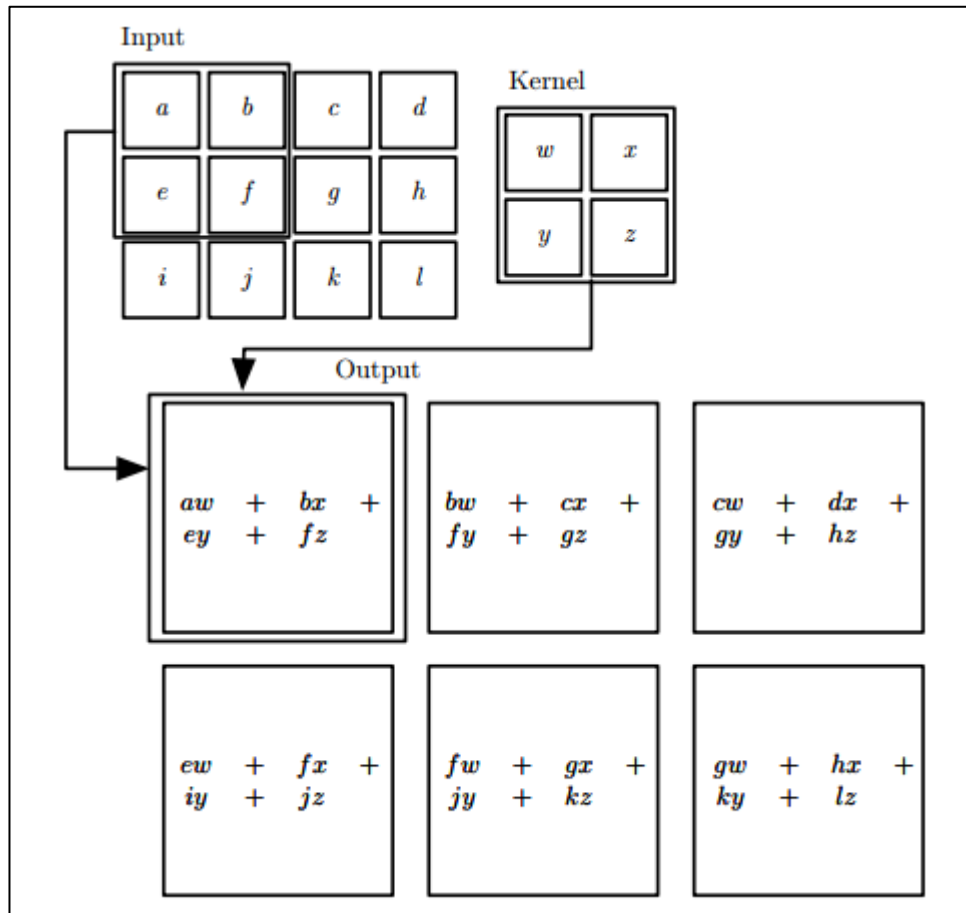 Input
a b c d
Kernel
w x
e f g h
y z
i j k l
Output
aw + bx + bw + cx + cw + dx +
ey + fz fy + gz gy + hz
ew + fx + fw + gx + gw + hx +
iy + jz jy + kz ky + lz